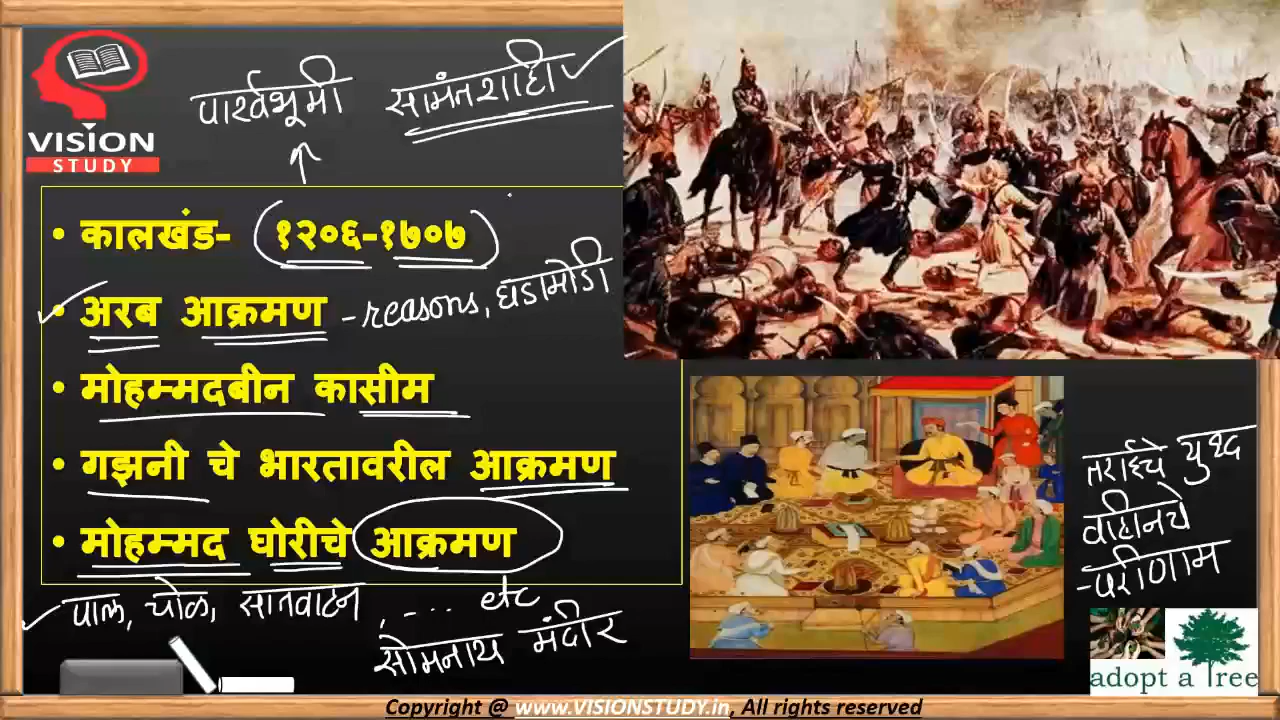 VISION
STUDY
पार्श्वभूमी सामंतशाही
• कालखंड- (१२०६-१७०७)
• अरब आक्रमण - reasons, घडामोडी
• मोहम्मदबीन कासीम
• गझनी चे भारतावरील आक्रमण
• मोहम्मद घोरीचे आक्रमण
पाल, चोळ, सातवाहन, -... etc
सोमनाथ मंदीर
तराईचे युध्द
- परीणाम
adopt a Tree
Copyright @ www.VISIONSTUDY.in, All rights reserved